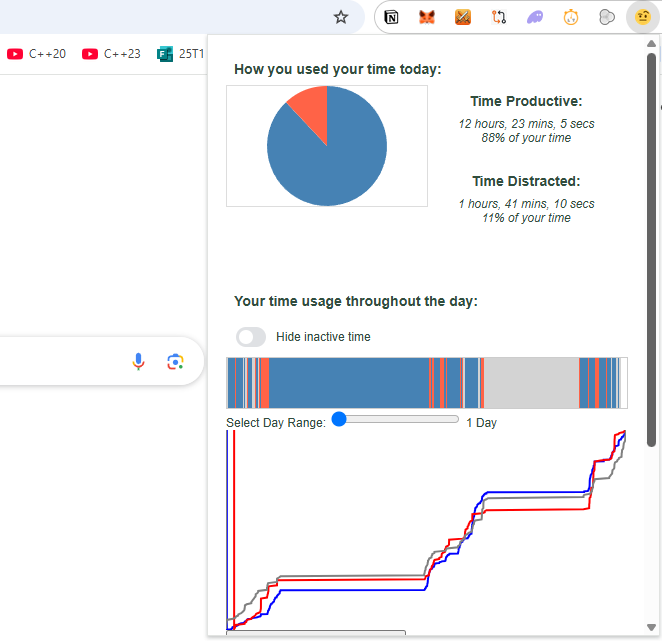 C++20
C++23
25T1
How you used your time today:
Time Productive:
12 hours, 23 mins, 5 secs
88% of your time
Time Distracted:
1 hours, 41 mins, 10 secs
11% of your time
Your time usage throughout the day:
Hide inactive time
Select Day Range:
1 Day